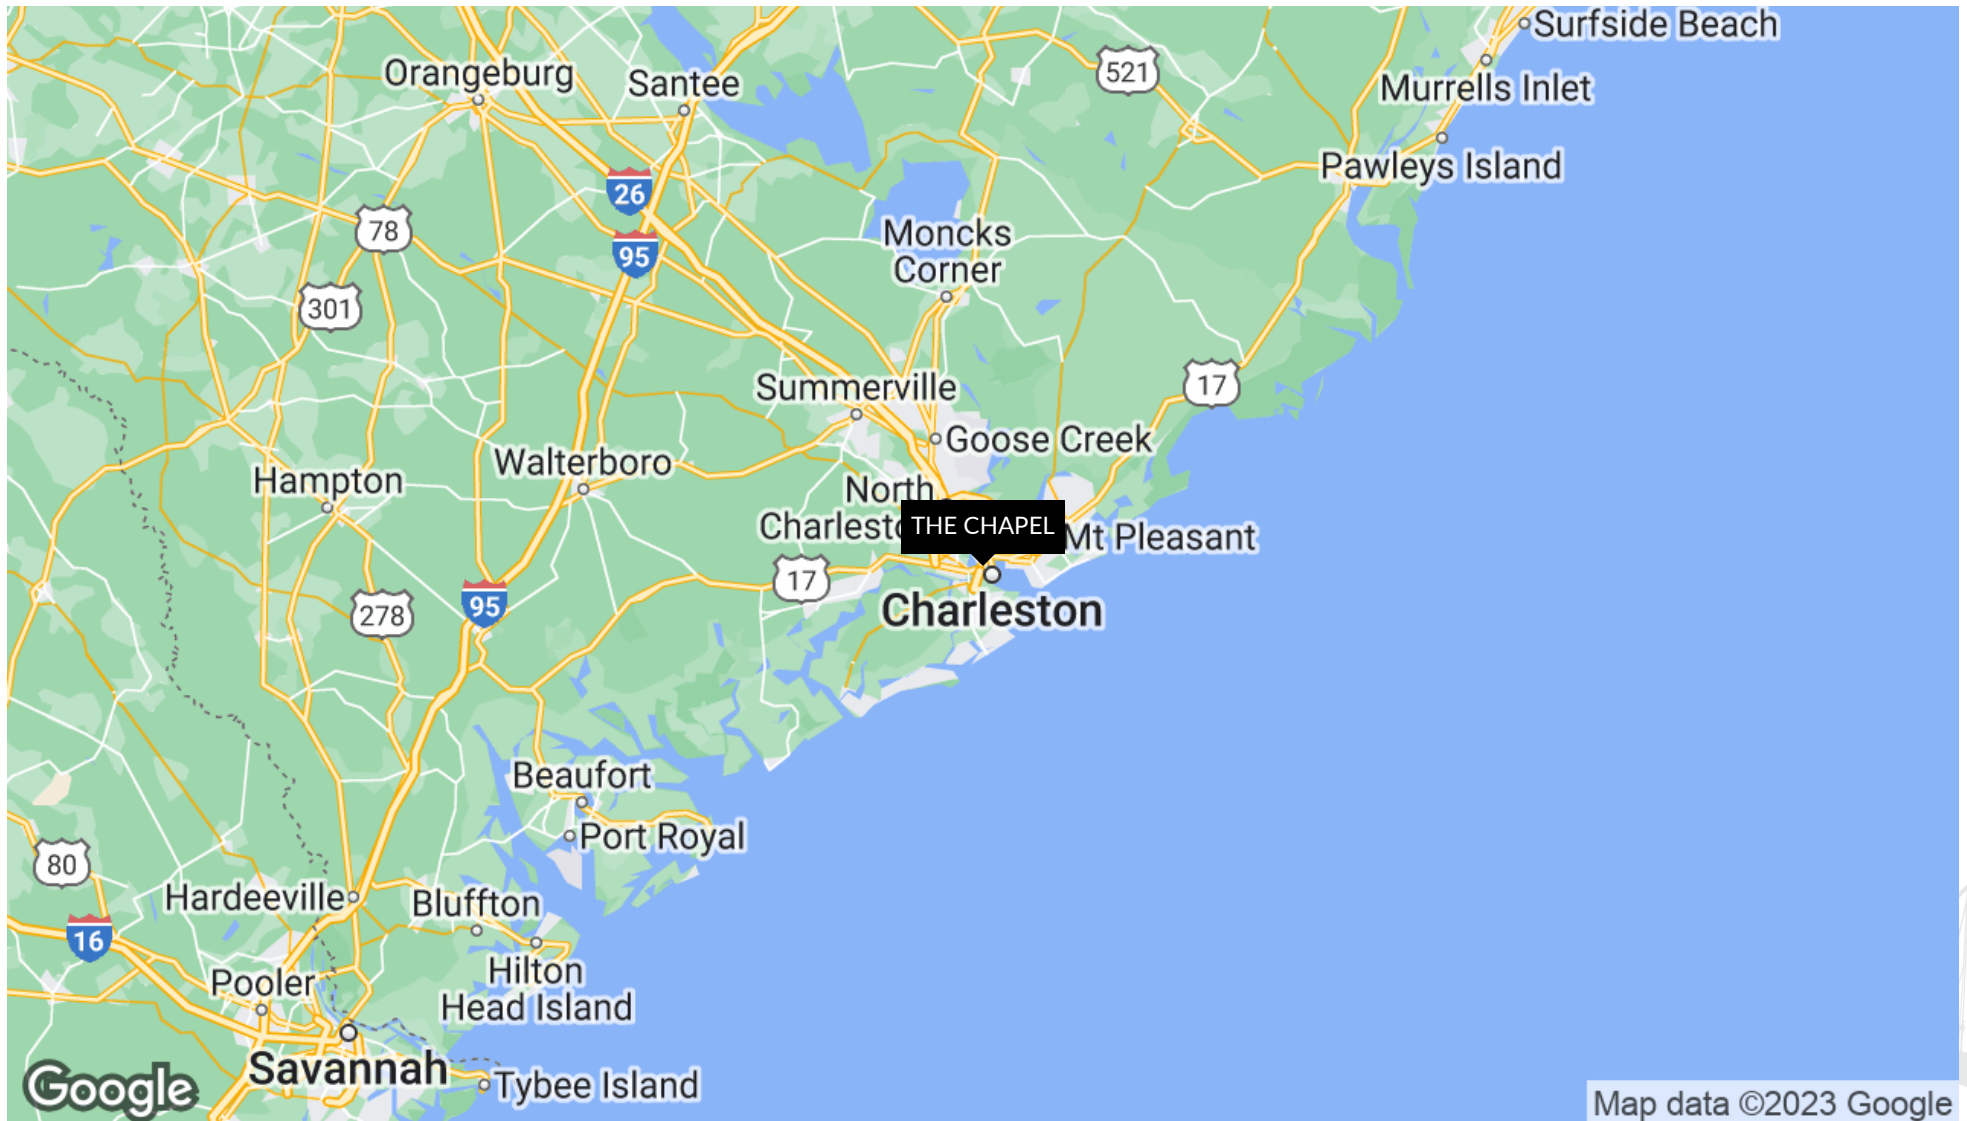 Surfside Beach
Orangeburg
Santee
521
Murrells Inlet
Pawleys Island
26
78
Moncks
Corner
95
301
Summerville
17
Goose Creek
Walterboro
Hampton
North
Charlesto
THE CHAPEL
Mt Pleasant
17
95
278
Charleston
Beaufort
Port Royal
80
Hardeeville
Bluffton
16
Hilton
Head Island
Pooler
Savannah
Tybee Island
Google
Map data ©2023 Google